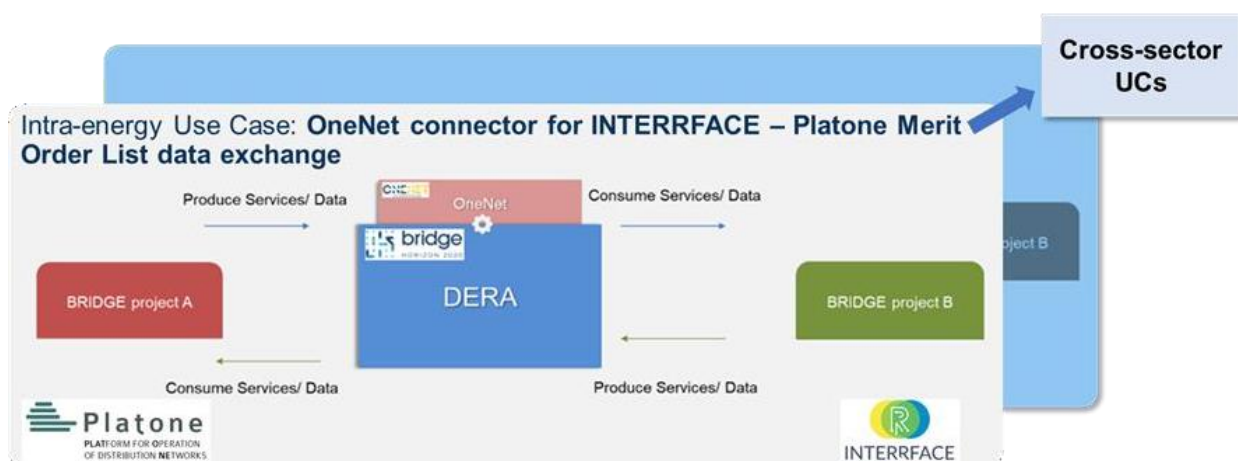 Cross-sector
UCs
Intra-energy Use Case: OneNet connector for INTERRFACE – Platone Merit
Order List data exchange
Produce Services/ Data
ONENET
OneNet
Consume Services/ Data
bridge
HORIZON 2020
DERA
BRIDGE project A
BRIDGE project B
oject B
Consume Services/ Data
Produce Services/ Data
Platone
PLATFORM FOR OPERATION
OF DISTRIBUTION NETWORKS
INTERRFACE